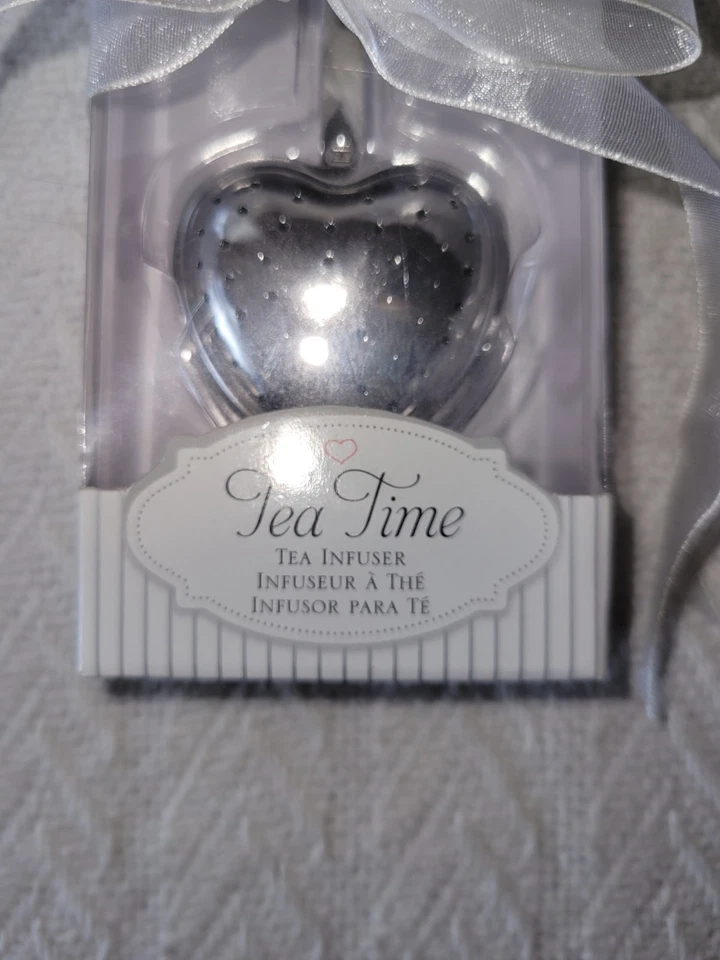 Tea Time
TEA INFUSER
INFUSEUR À THÉ
INFUSOR PARA TÉ